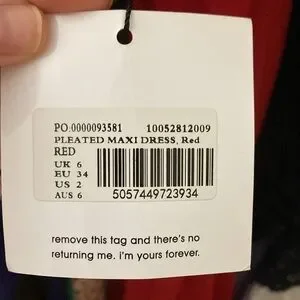 PO:0000093581 10052812009
PLEATED MAXI DRESS, Red
RED
UK 6
EU 34
US 2
AUS 6
5057449723934
remove this tag and there's no
returning me. i'm yours forever.